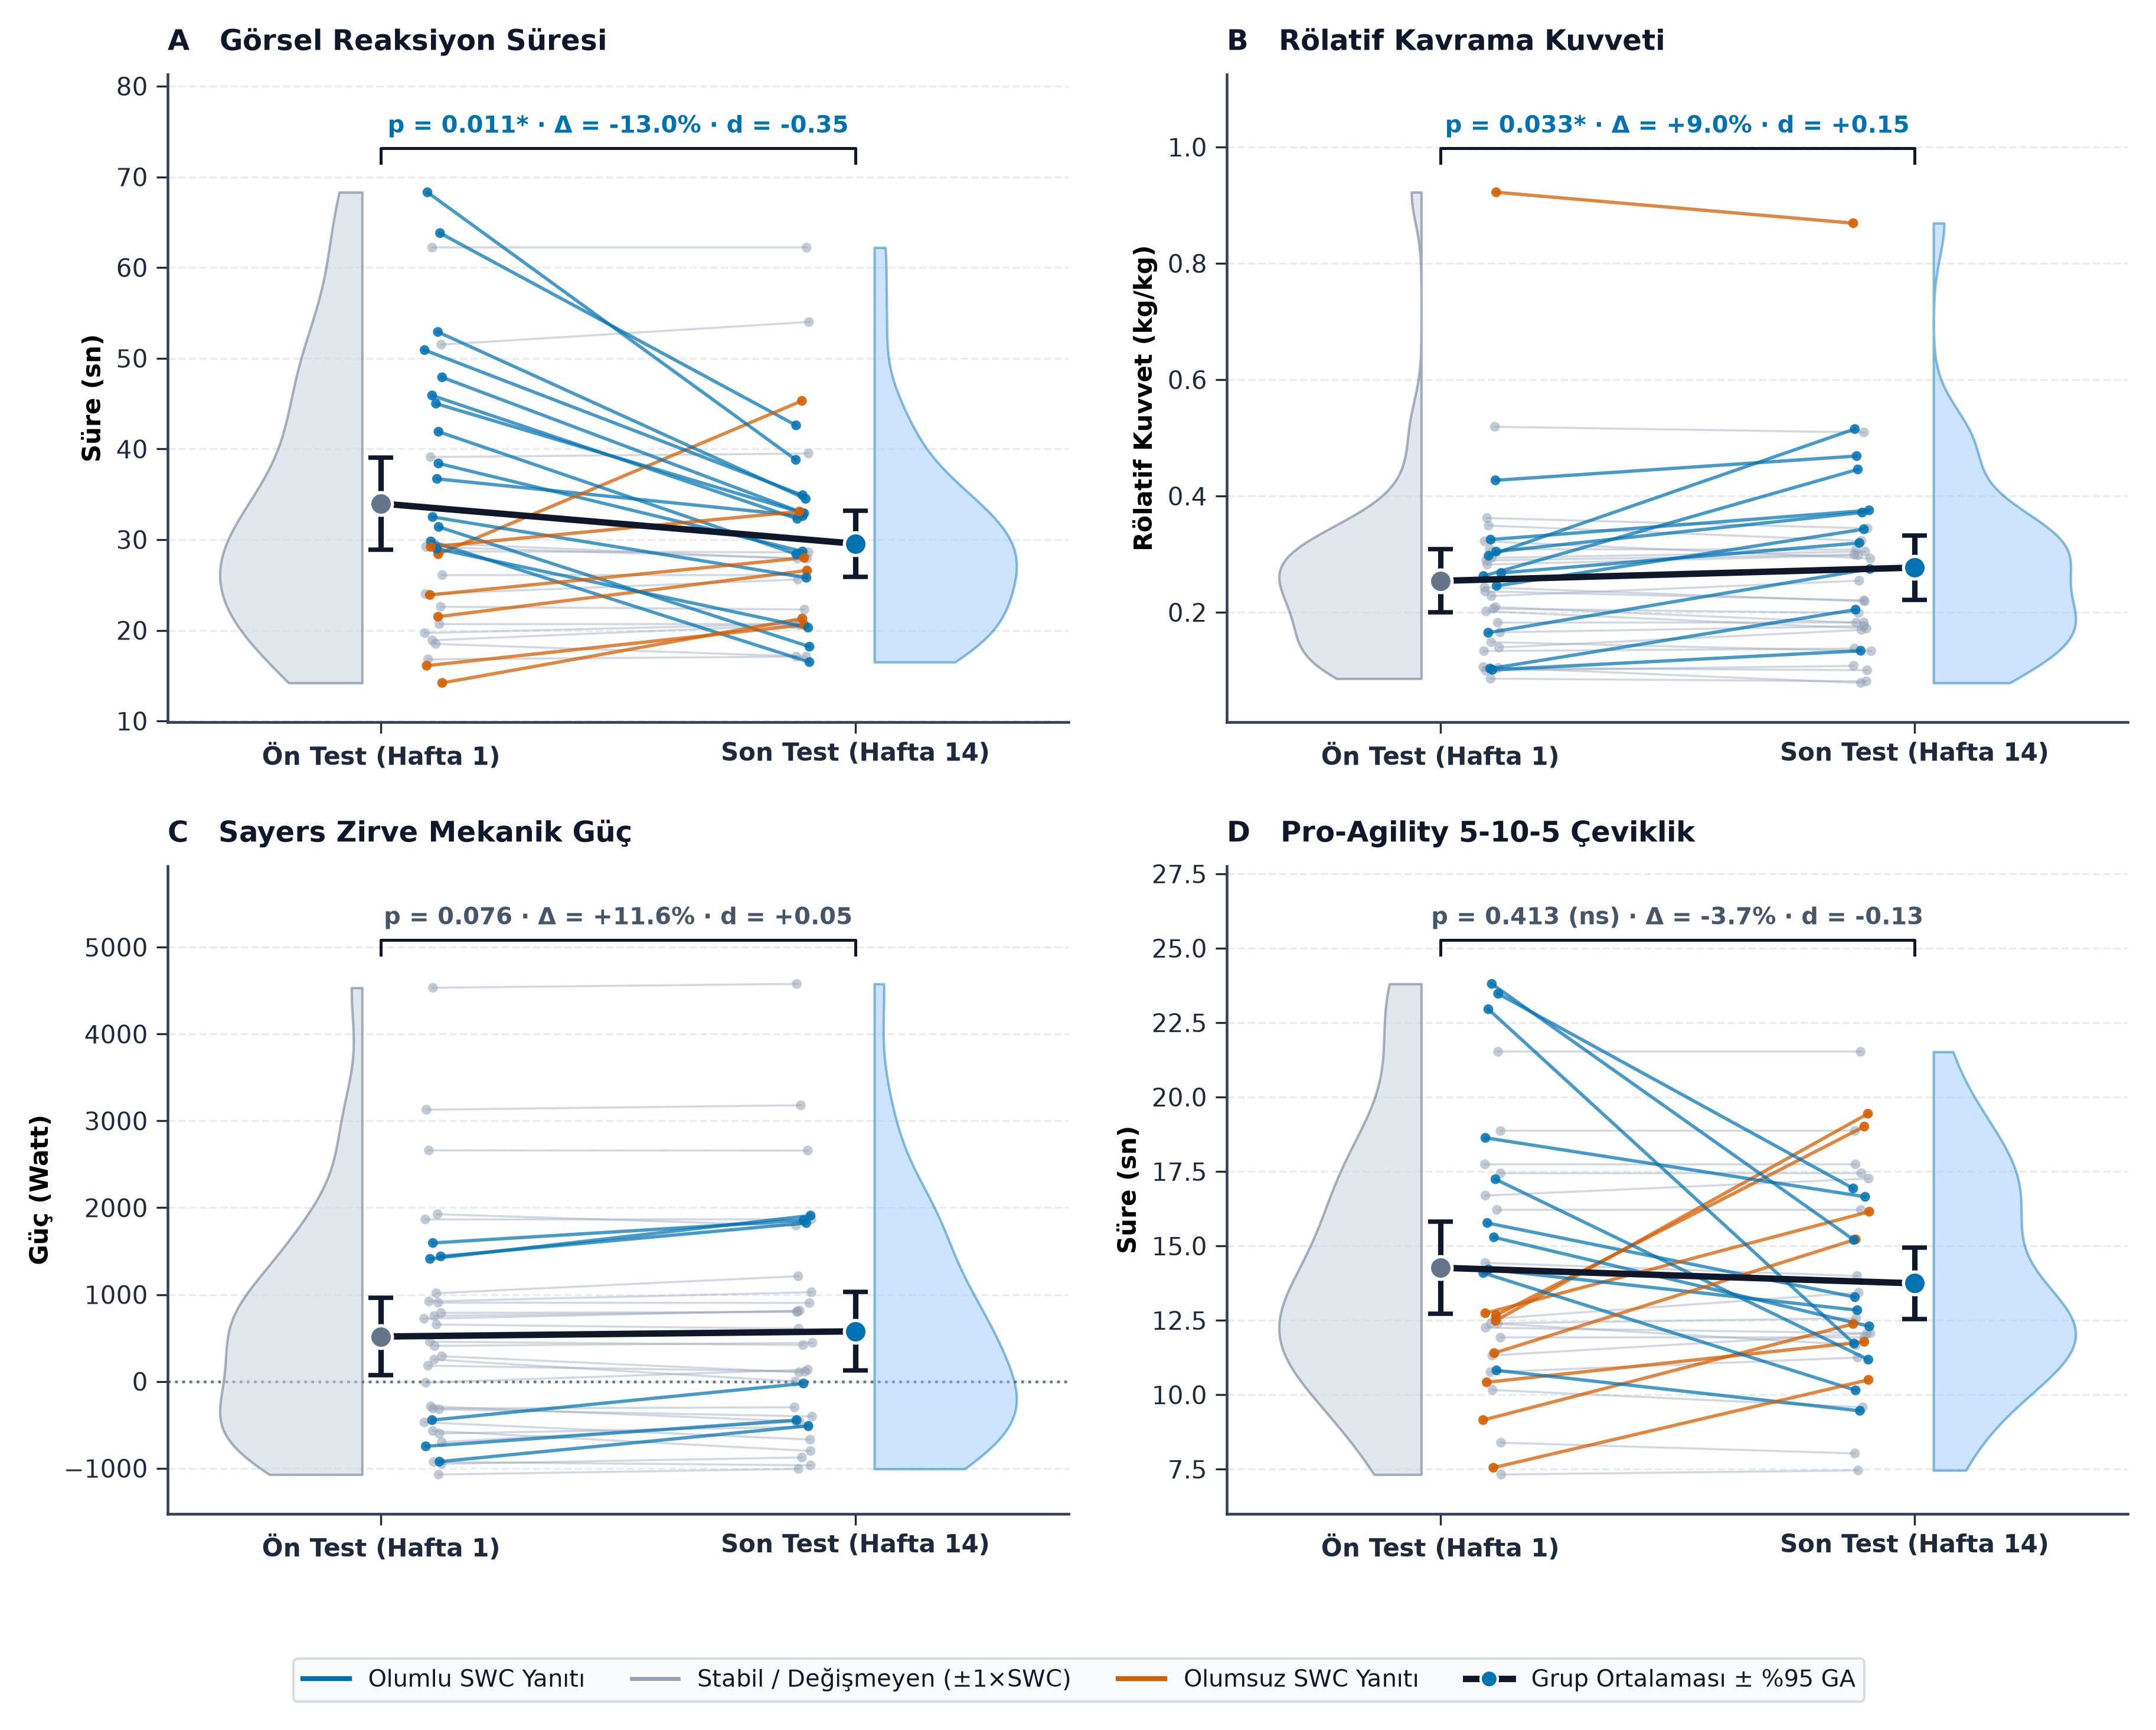 A Görsel Reaksiyon Süresi
80
70
60
50
40
30
20
10
Süre (sn)
p = 0.011* · Δ = -13.0% · d = -0.35
Ön Test (Hafta 1)
Son Test (Hafta 14)
B Rölatif Kavrama Kuvveti
1.0
0.8
0.6
0.4
0.2
Rölatif Kuvvet (kg/kg)
p = 0.033* · Δ = +9.0% · d = +0.15
Ön Test (Hafta 1)
Son Test (Hafta 14)
C Sayers Zirve Mekanik Güç
5000
4000
3000
2000
1000
0
−1000
Güç (Watt)
p = 0.076 · Δ = +11.6% · d = +0.05
Ön Test (Hafta 1)
Son Test (Hafta 14)
D Pro-Agility 5-10-5 Çeviklik
27.5
25.0
22.5
20.0
17.5
15.0
12.5
10.0
7.5
Süre (sn)
p = 0.413 (ns) · Δ = -3.7% · d = -0.13
Ön Test (Hafta 1)
Son Test (Hafta 14)
Olumlu SWC Yanıtı
Stabil / Değişmeyen (±1×SWC)
Olumsuz SWC Yanıtı
Grup Ortalaması ± %95 GA